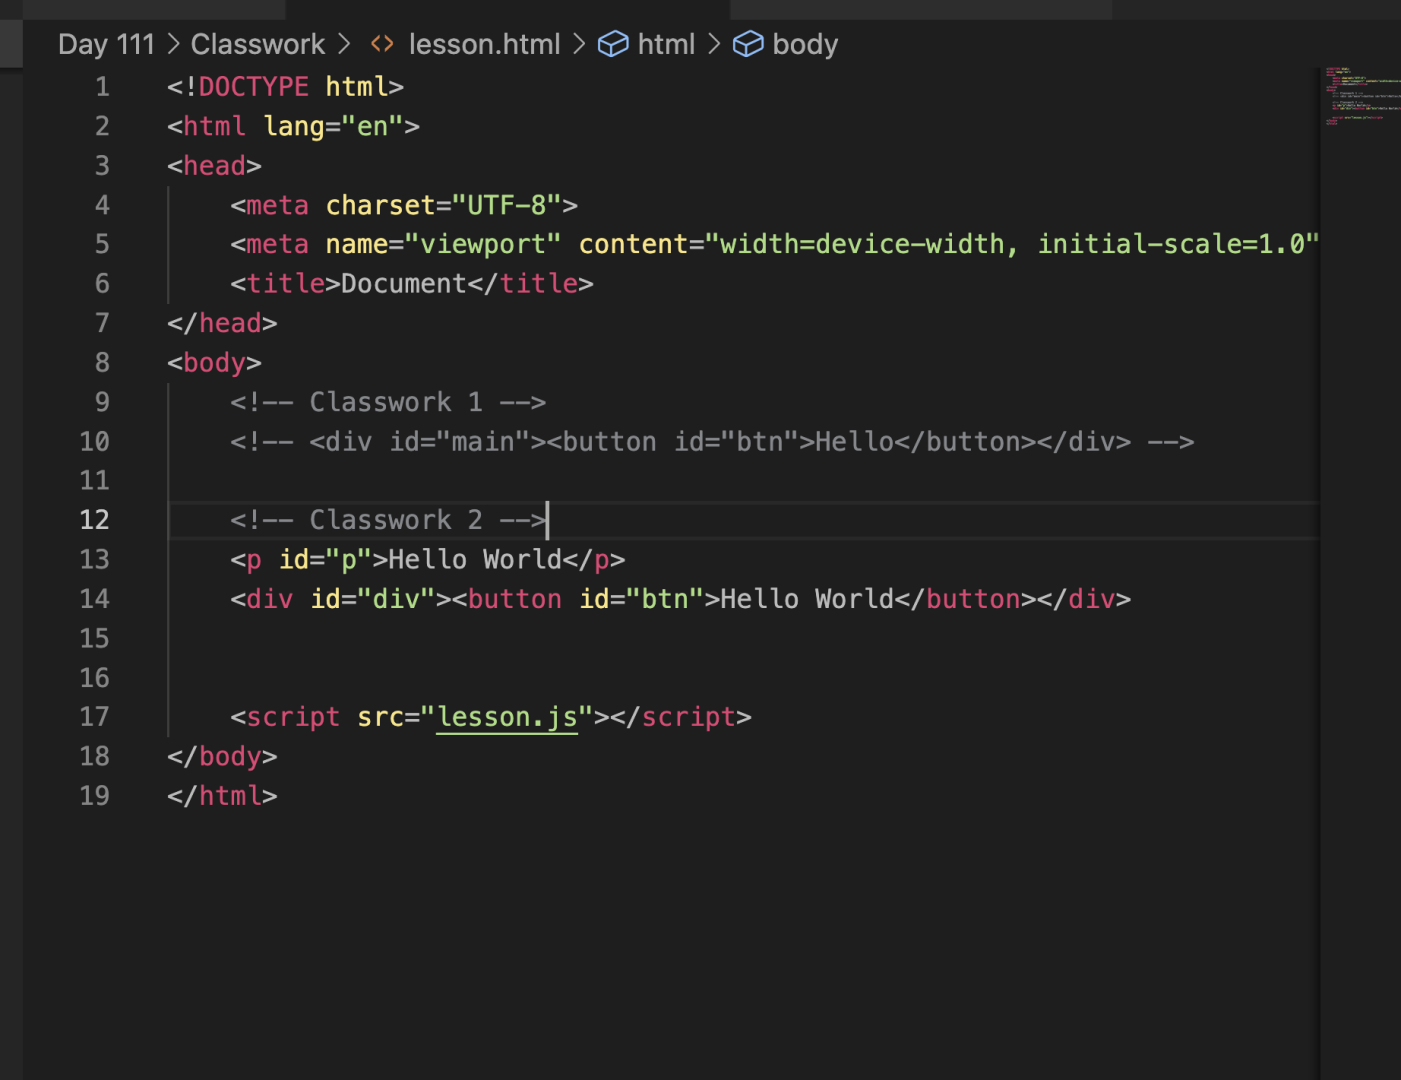 Day 111 > Classwork > <> lesson.html > html > body
1 <!DOCTYPE html>
2 <html lang="en">
3 <head>
4     <meta charset="UTF-8">
5     <meta name="viewport" content="width=device-width, initial-scale=1.0"
6     <title>Document</title>
7 </head>
8 <body>
9     <!-- Classwork 1 -->
10     <!-- <div id="main"><button id="btn">Hello</button></div> -->
11
12     <!-- Classwork 2 -->
13     <p id="p">Hello World</p>
14     <div id="div"><button id="btn">Hello World</button></div>
15
16
17     <script src="lesson.js"></script>
18 </body>
19 </html>